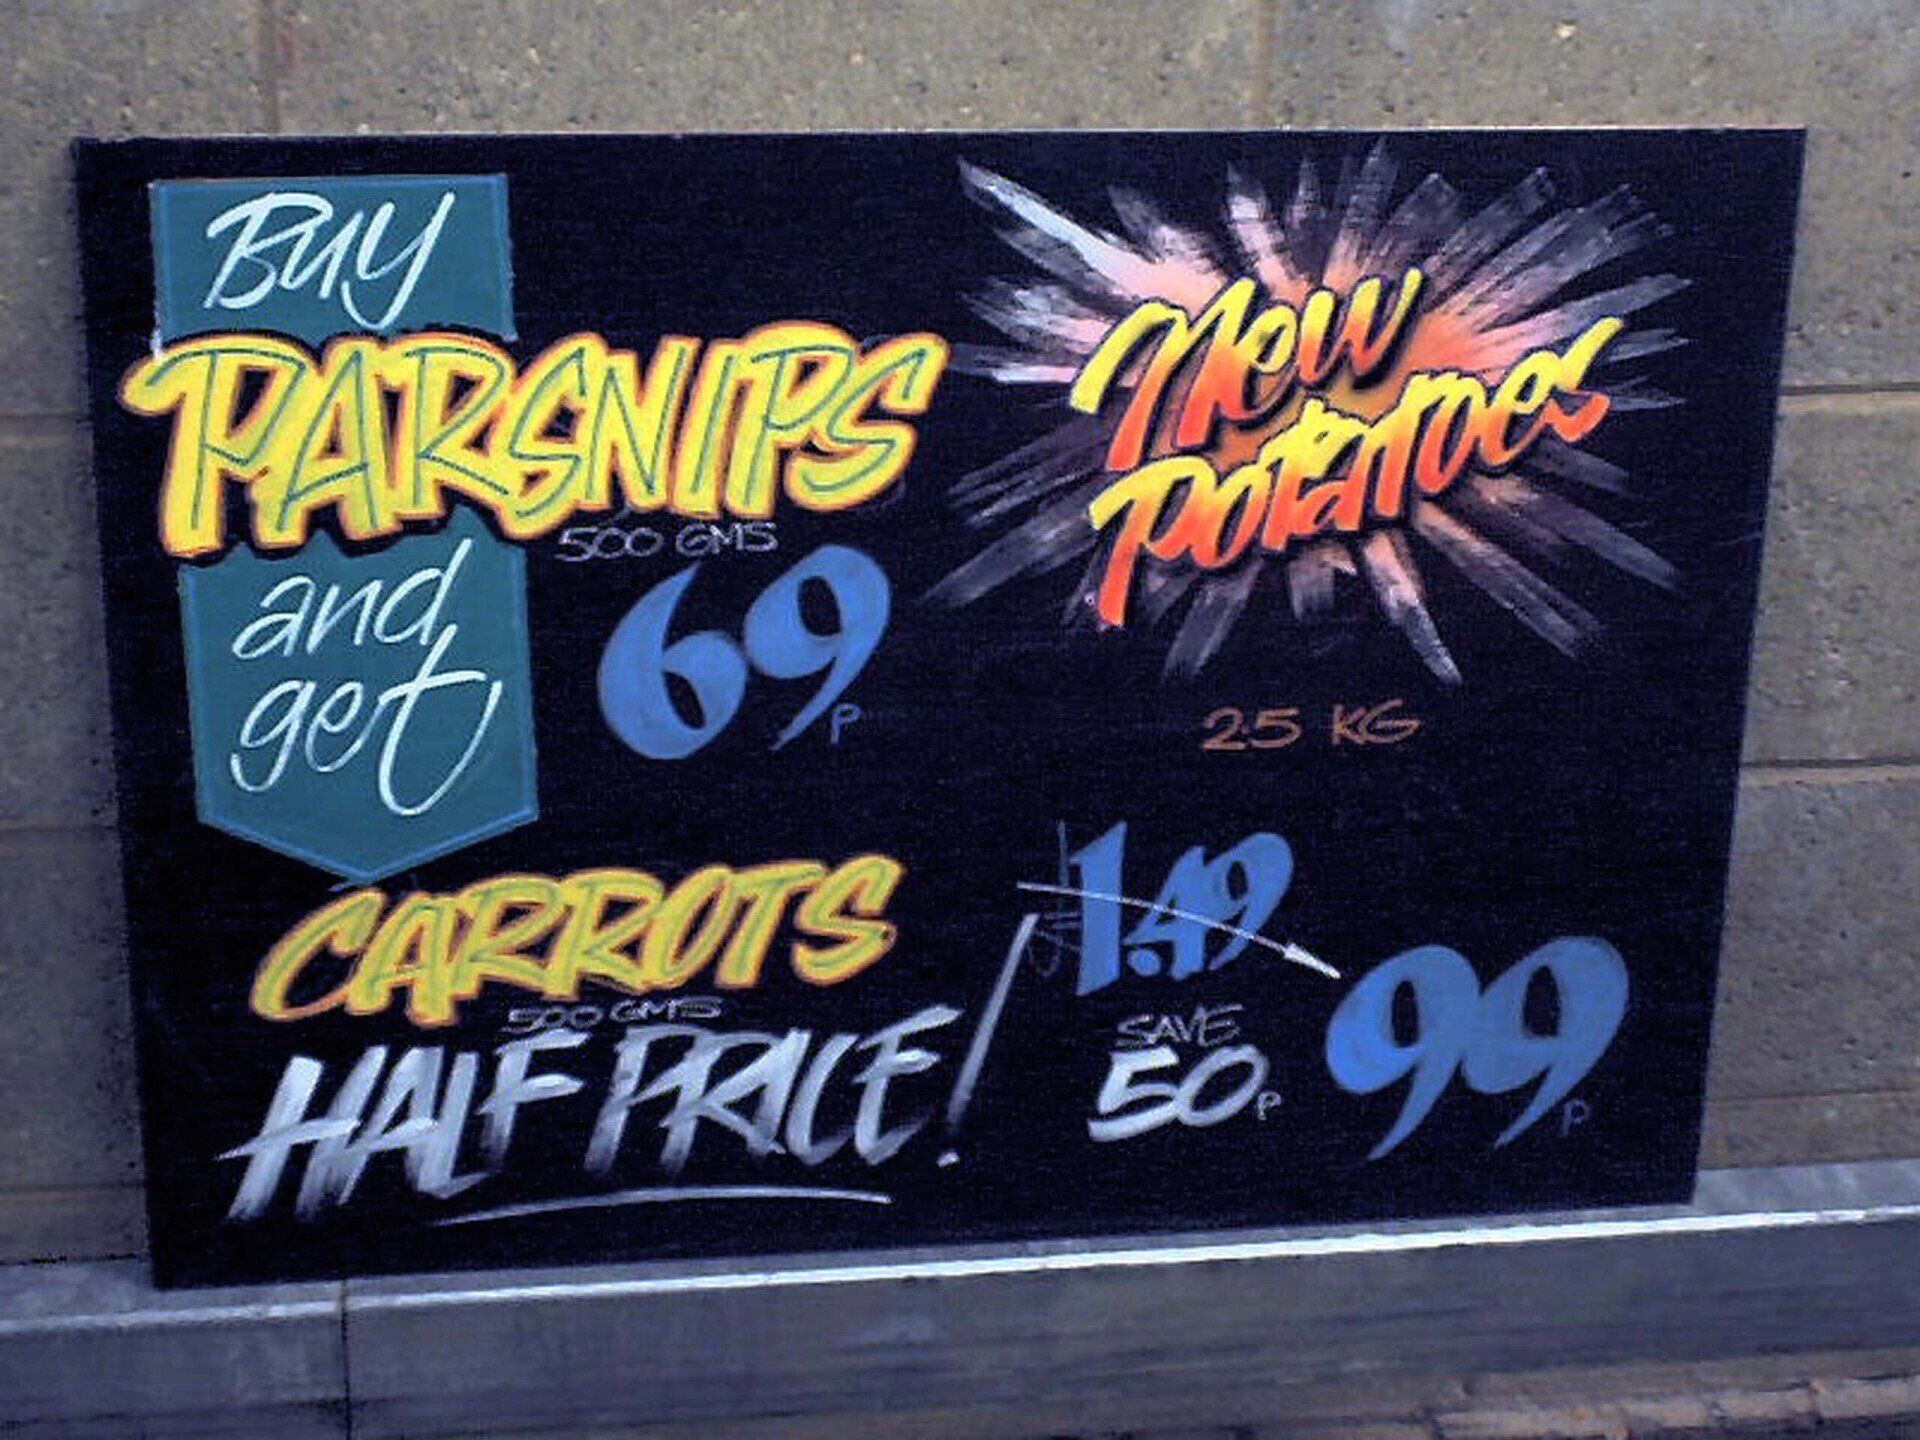 Buy
PARSNIPS
500 GMS
and
get
69p
CARROTS
500 GMS
HALF PRICE!
New
Potatoes
2.5 KG
1.49
SAVE
50p
99p